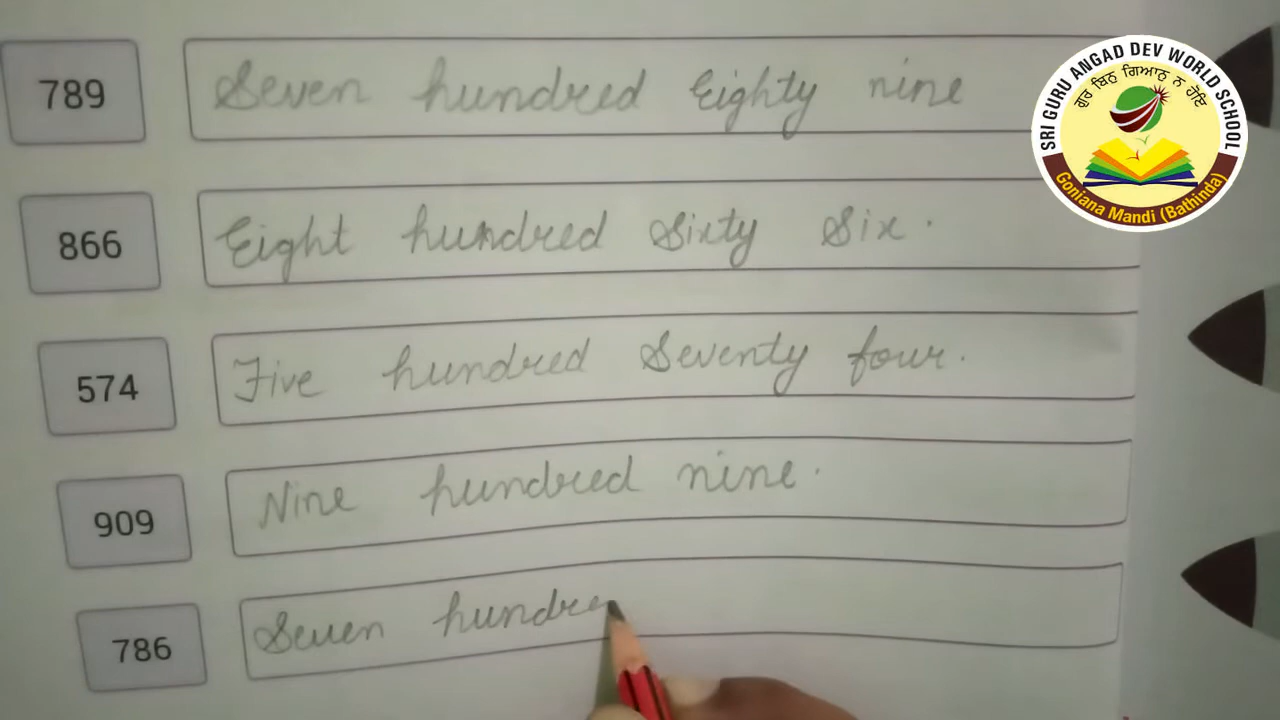 789 Seven hundred Eighty nine
866 Eight hundred Sixty Six.
574 Five hundred Seventy four.
909 Nine hundred nine.
786 Seven hundre
SRI GURU ANGAD DEV WORLD SCHOOL
ਗੁਰ ਬਿਨੁ ਗਿਆਨੁ ਨ ਹੋਇ
Goniana Mandi (Bathinda)